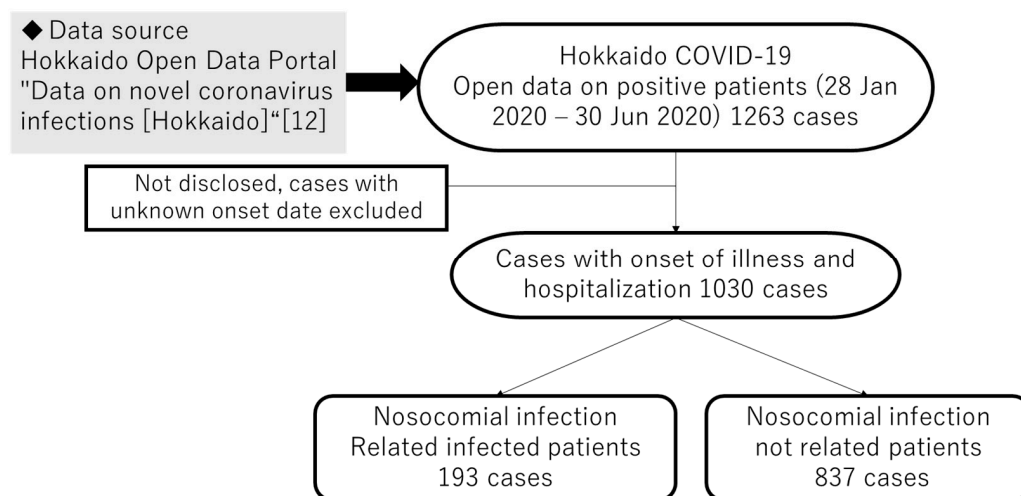 ◆ Data source
Hokkaido Open Data Portal
"Data on novel coronavirus
infections [Hokkaido]“[12]
Hokkaido COVID-19
Open data on positive patients (28 Jan
2020 – 30 Jun 2020) 1263 cases
Not disclosed, cases with
unknown onset date excluded
Cases with onset of illness and
hospitalization 1030 cases
Nosocomial infection
Related infected patients
193 cases
Nosocomial infection
not related patients
837 cases